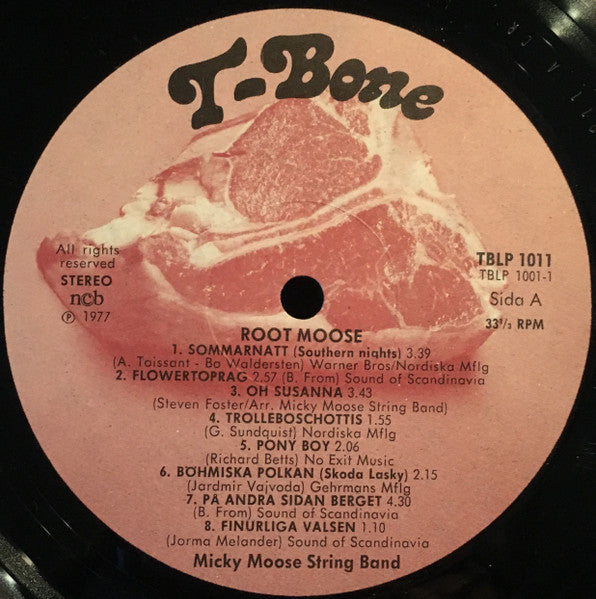 T-Bone
All rights
reserved
STEREO
ncb
Ⓟ 1977
TBLP 1011
TBLP 1001-1
Sida A
33⅓ RPM
ROOT MOOSE
1. SOMMARNATT (Southern nights) 3.39
(A. Toissant - Bo Waldersten) Warner Bros/Nordiska Mflg
2. FLOWERTOPRAG 2.57 (B. From) Sound of Scandinavia
3. OH SUSANNA 3.43
(Steven Foster/Arr. Micky Moose String Band)
4. TROLLEBOSCHOTTIS 1.55
(G. Sundquist) Nordiska Mflg
5. PONY BOY 2.06
(Richard Betts) No Exit Music
6. BÖHMISKA POLKAN (Skoda Lasky) 2.15
(Jardmir Vajvoda) Gehrmans Mflg
7. PÅ ANDRA SIDAN BERGET 4.30
(B. From) Sound of Scandinavia
8. FINURLIGA VALSEN 1.10
(Jorma Melander) Sound of Scandinavia
Micky Moose String Band